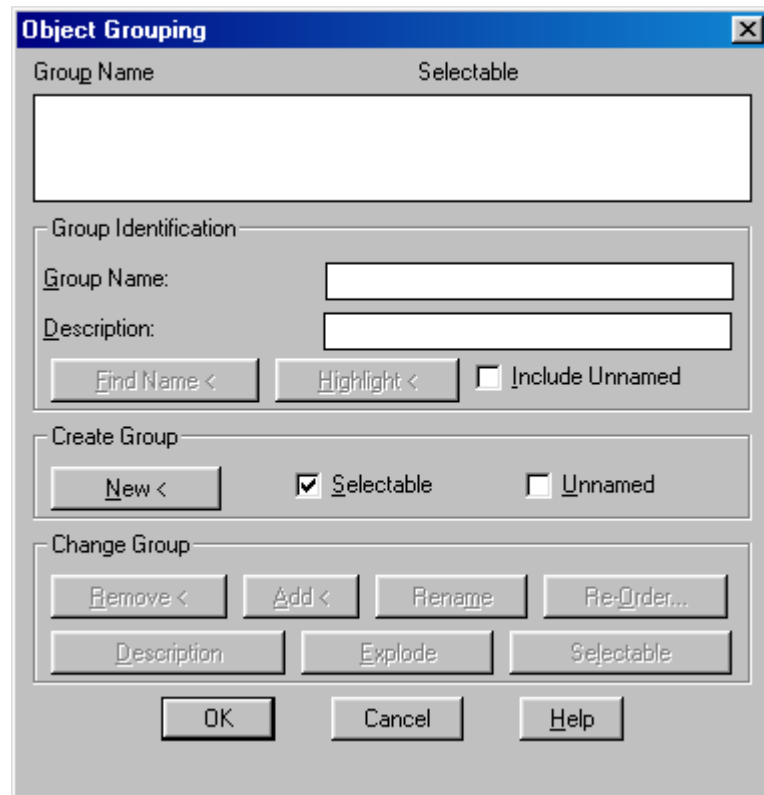 Object Grouping
Group Name Selectable
Group Identification
Group Name:
Description:
Find Name < Highlight < Include Unnamed
Create Group
New < Selectable Unnamed
Change Group
Remove < Add < Rename Re-Order...
Description Explode Selectable
OK Cancel Help